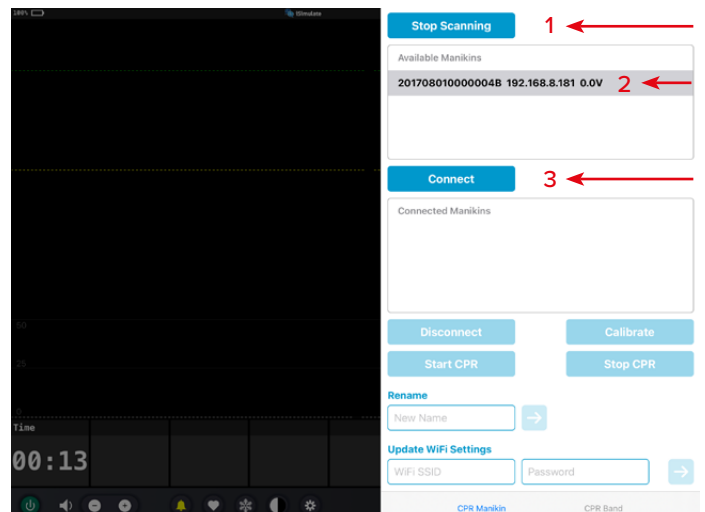 100%
iSimulate
50
25
0
Time
00:13
Stop Scanning
1
Available Manikins
201708010000004B 192.168.8.181 0.0V
2
Connect
3
Connected Manikins
Disconnect
Calibrate
Start CPR
Stop CPR
Rename
New Name
Update WiFi Settings
WiFi SSID
Password
CPR Manikin
CPR Band